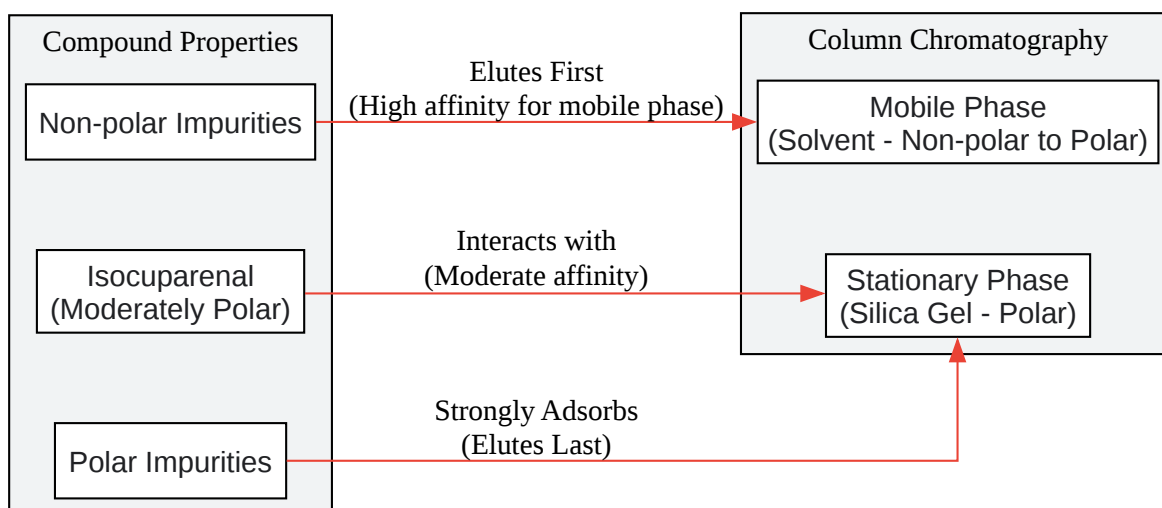 Compound Properties
Non-polar Impurities
Isocuparenal
(Moderately Polar)
Polar Impurities
Elutes First
(High affinity for mobile phase)
Interacts with
(Moderate affinity)
Strongly Adsorbs
(Elutes Last)
Column Chromatography
Mobile Phase
(Solvent - Non-polar to Polar)
Stationary Phase
(Silica Gel - Polar)